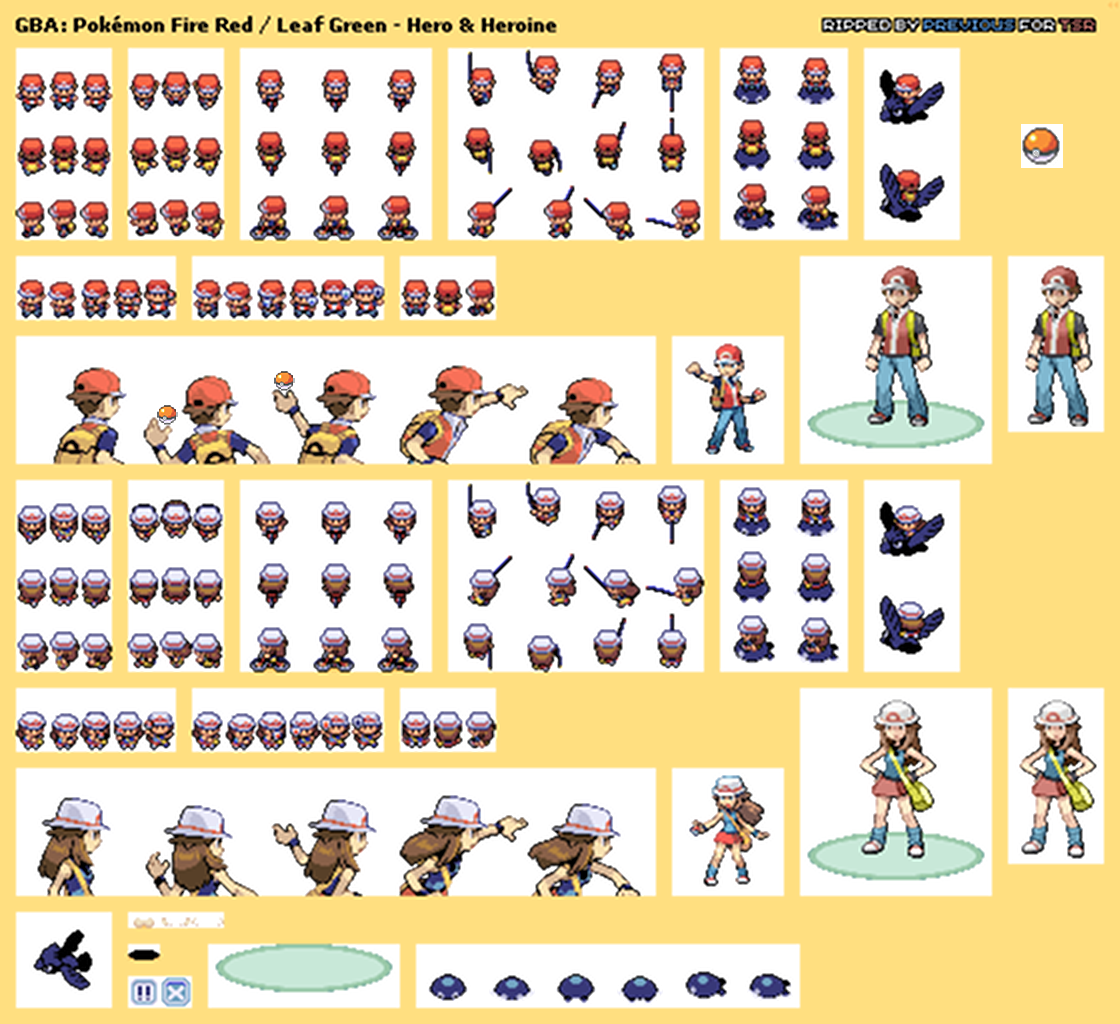 GBA: Pokémon Fire Red / Leaf Green - Hero & Heroine
RIPPED BY PREVIOUS FOR TSR